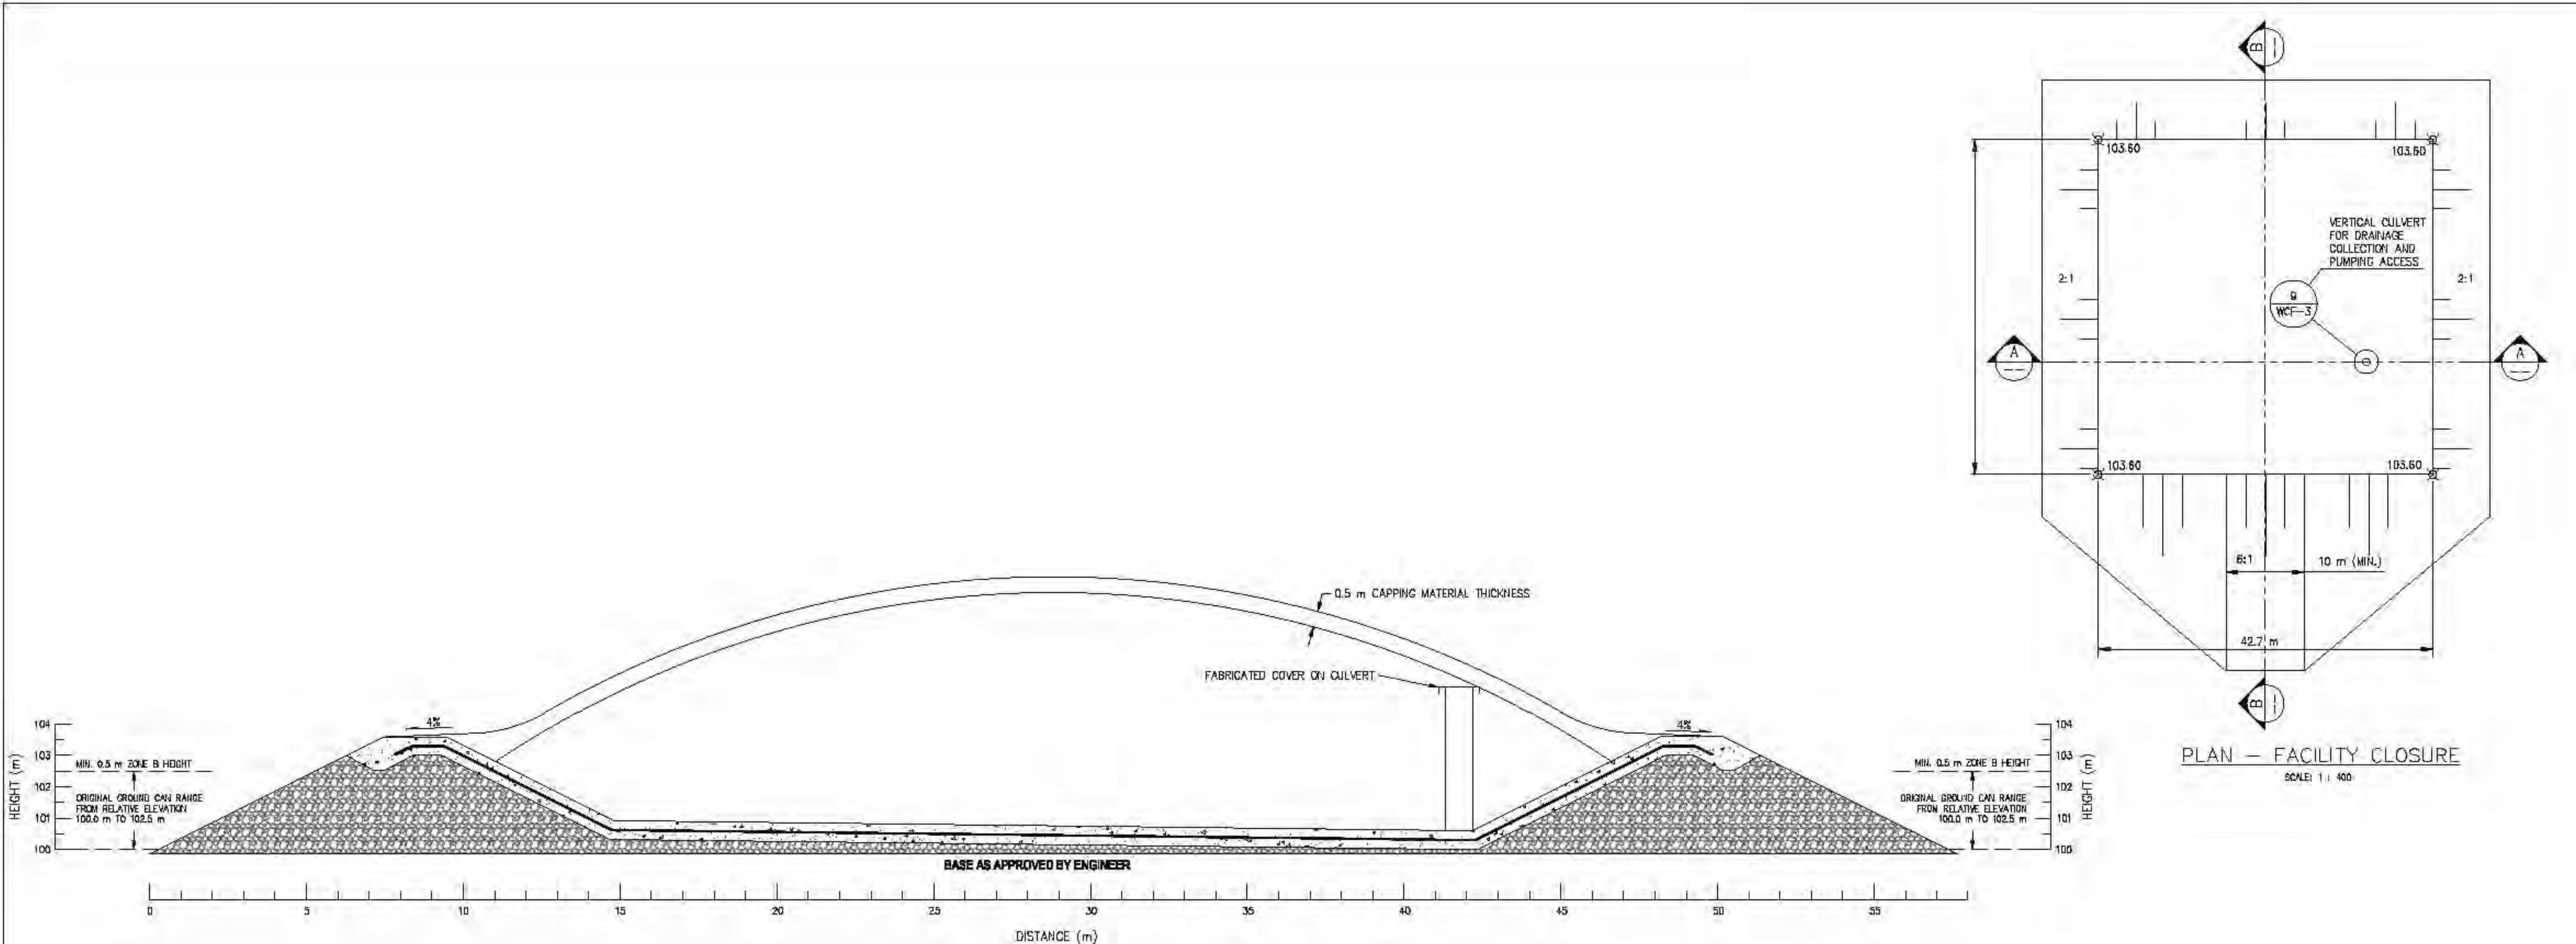 B
103.60
103.60
VERTICAL CULVERT
FOR DRAINAGE
COLLECTION AND
PUMPING ACCESS
2:1
2:1
9
WCF-3
A
A
103.60
103.60
6:1
10 m (MIN.)
42.7 m
B
PLAN – FACILITY CLOSURE
SCALE: 1 : 400
0.5 m CAPPING MATERIAL THICKNESS
FABRICATED COVER ON CULVERT
4%
4%
HEIGHT (m)
104
103
102
101
100
MIN. 0.5 m ZONE B HEIGHT
ORIGINAL GROUND CAN RANGE
FROM RELATIVE ELEVATION
100.0 m TO 102.5 m
MIN. 0.5 m ZONE B HEIGHT
ORIGINAL GROUND CAN RANGE
FROM RELATIVE ELEVATION
100.0 m TO 102.5 m
104
103
102
101
100
HEIGHT (m)
BASE AS APPROVED BY ENGINEER
0 5 10 15 20 25 30 35 40 45 50 55
DISTANCE (m)